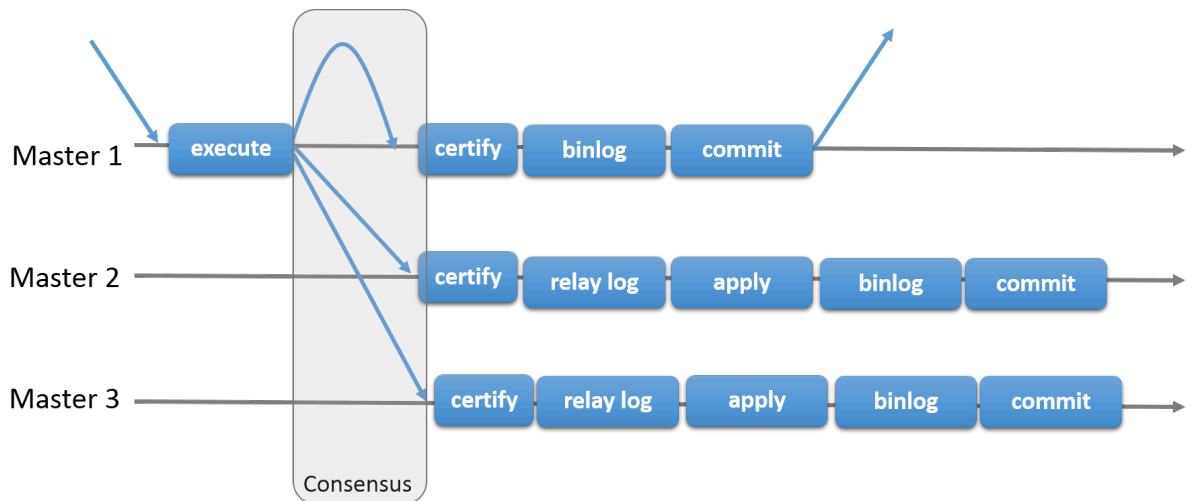 Master 1
execute
certify
binlog
commit
Master 2
certify
relay log
apply
binlog
commit
Master 3
certify
relay log
apply
binlog
commit
Consensus